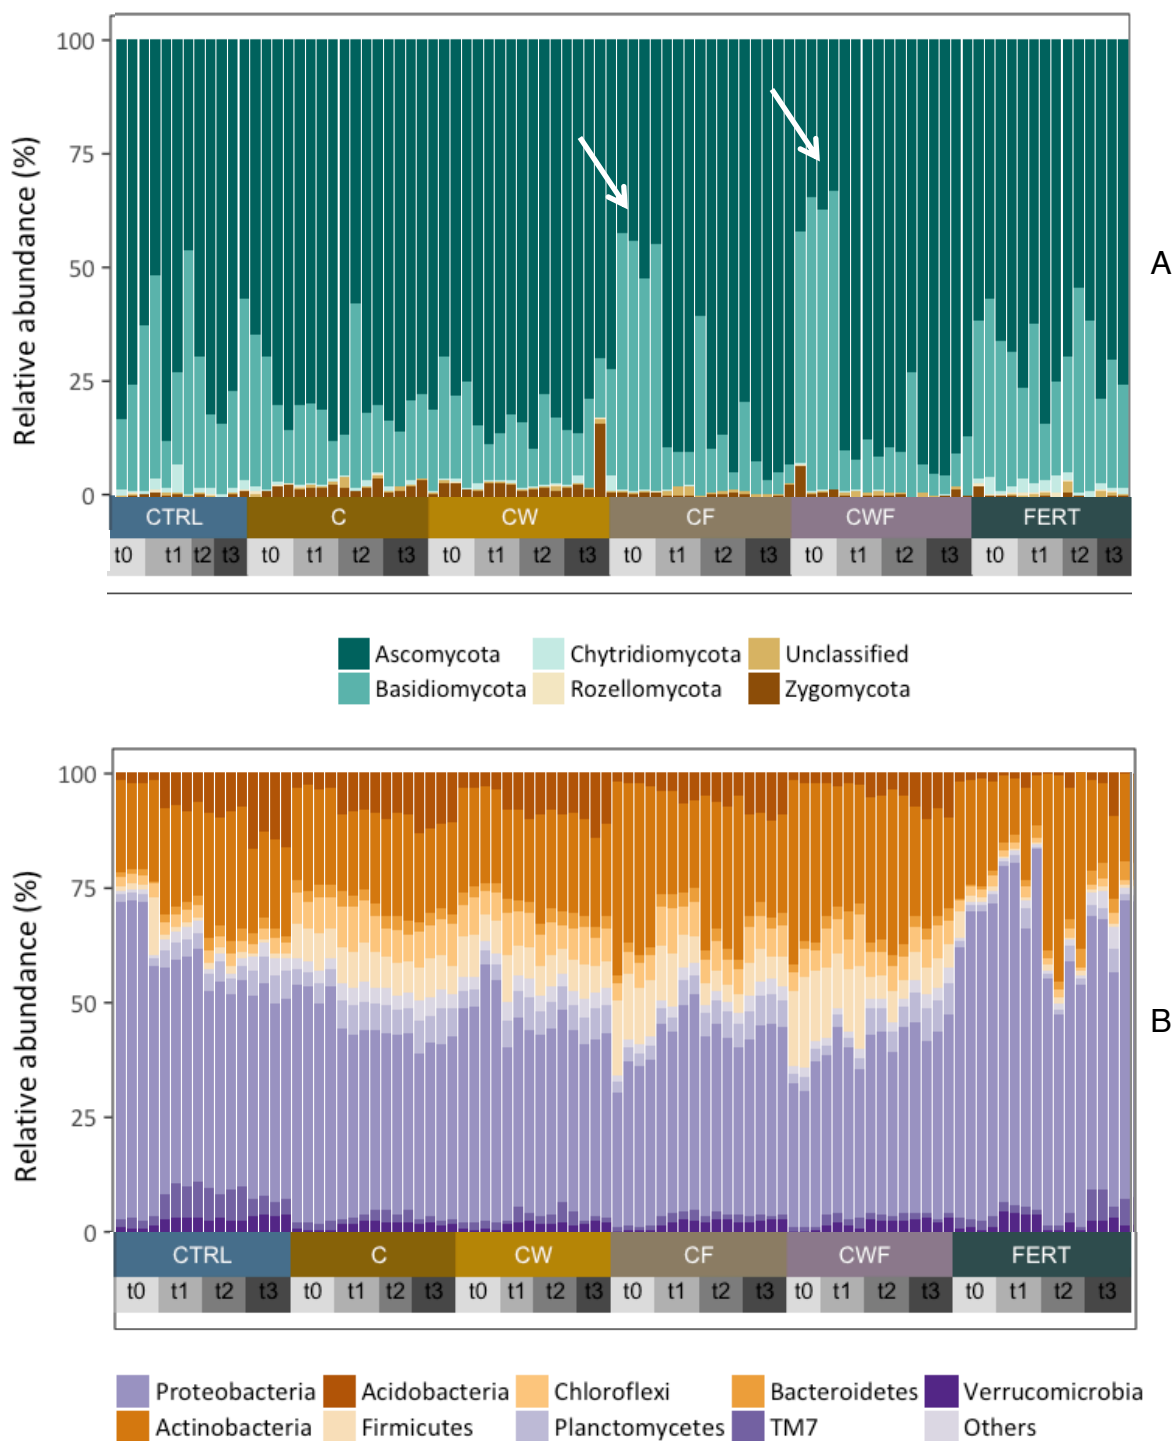 100
75
50
25
0
Relative abundance (%)
A
CTRL C CW CF CWF FERT
t0 t1 t2 t3 t0 t1 t2 t3 t0 t1 t2 t3 t0 t1 t2 t3 t0 t1 t2 t3 t0 t1 t2 t3
Ascomycota Chytridiomycota Unclassified
Basidiomycota Rozellomycota Zygomycota
100
75
50
25
0
Relative abundance (%)
B
CTRL C CW CF CWF FERT
t0 t1 t2 t3 t0 t1 t2 t3 t0 t1 t2 t3 t0 t1 t2 t3 t0 t1 t2 t3 t0 t1 t2 t3
Proteobacteria Acidobacteria Chloroflexi Bacteroidetes Verrucomicrobia
Actinobacteria Firmicutes Planctomycetes TM7 Others